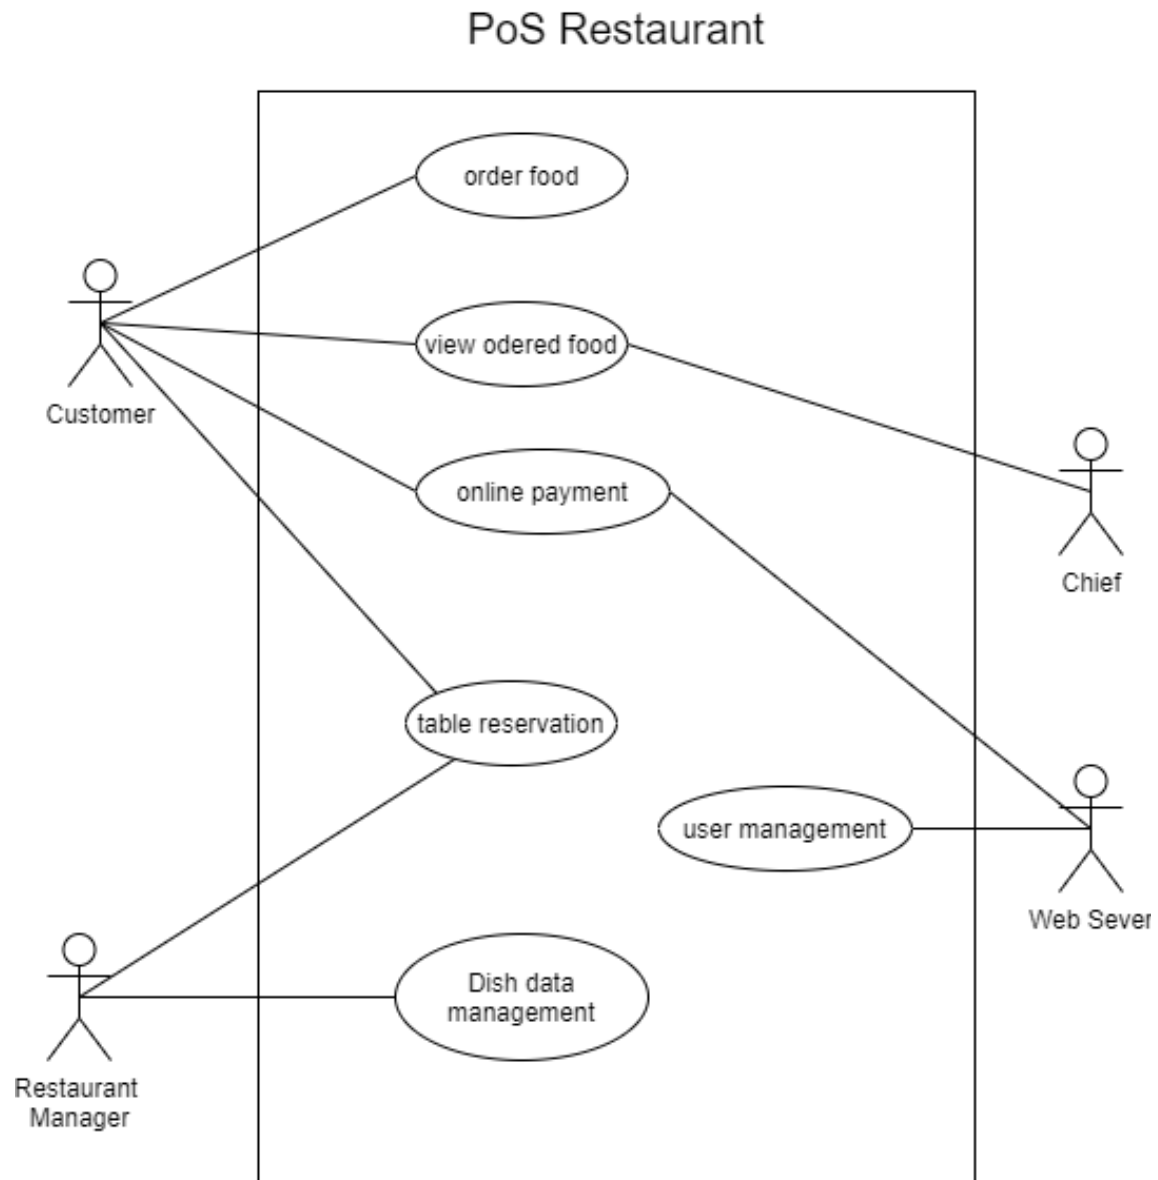 PoS Restaurant
order food
view odered food
Customer
online payment
Chief
table reservation
user management
Web Sever
Dish data
management
Restaurant
Manager